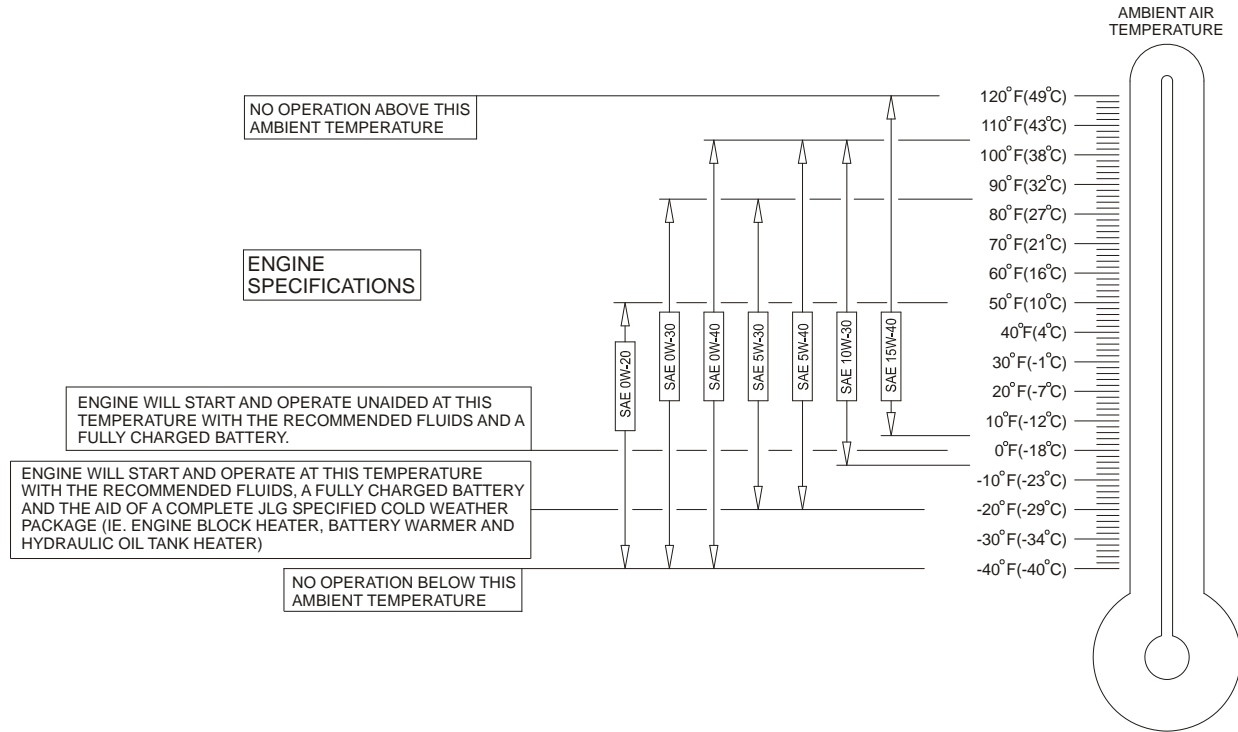 AMBIENT AIR
TEMPERATURE
NO OPERATION ABOVE THIS
AMBIENT TEMPERATURE
120°F(49°C)
110°F(43°C)
100°F(38°C)
90°F(32°C)
80°F(27°C)
70°F(21°C)
60°F(16°C)
50°F(10°C)
40°F(4°C)
30°F(-1°C)
20°F(-7°C)
10°F(-12°C)
0°F(-18°C)
-10°F(-23°C)
-20°F(-29°C)
-30°F(-34°C)
-40°F(-40°C)
ENGINE
SPECIFICATIONS
SAE 0W-20
SAE 0W-30
SAE 0W-40
SAE 5W-30
SAE 5W-40
SAE 10W-30
SAE 15W-40
ENGINE WILL START AND OPERATE UNAIDED AT THIS
TEMPERATURE WITH THE RECOMMENDED FLUIDS AND A
FULLY CHARGED BATTERY.
ENGINE WILL START AND OPERATE AT THIS TEMPERATURE
WITH THE RECOMMENDED FLUIDS, A FULLY CHARGED BATTERY
AND THE AID OF A COMPLETE JLG SPECIFIED COLD WEATHER
PACKAGE (IE. ENGINE BLOCK HEATER, BATTERY WARMER AND
HYDRAULIC OIL TANK HEATER)
NO OPERATION BELOW THIS
AMBIENT TEMPERATURE